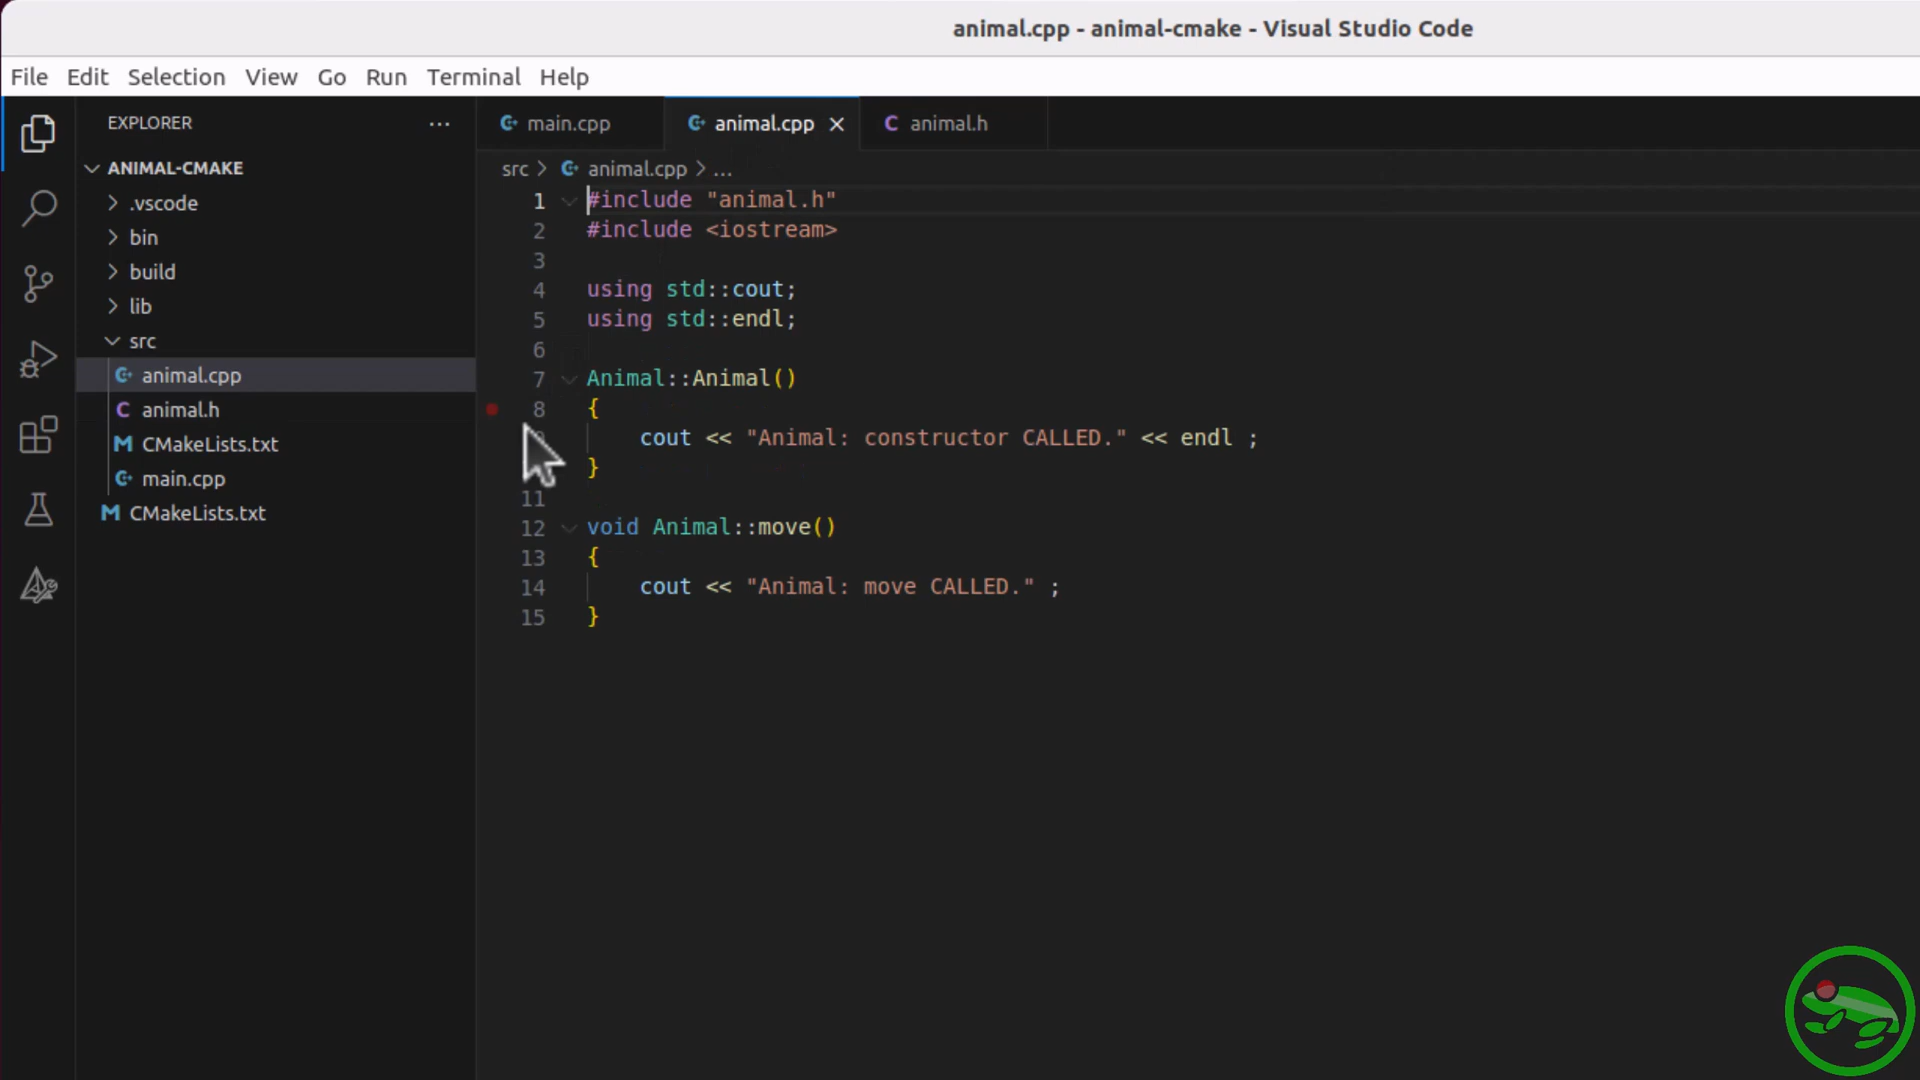 animal.cpp - animal-cmake - Visual Studio Code
File Edit Selection View Go Run Terminal Help
EXPLORER
ANIMAL-CMAKE
.vscode
bin
build
lib
src
animal.cpp
animal.h
CMakeLists.txt
main.cpp
CMakeLists.txt
main.cpp animal.cpp animal.h
src > animal.cpp > ...
1 #include "animal.h"
2 #include <iostream>
3
4 using std::cout;
5 using std::endl;
6
7 Animal::Animal()
8 {
cout << "Animal: constructor CALLED." << endl ;
}
11
12 void Animal::move()
13 {
14 cout << "Animal: move CALLED." ;
15 }